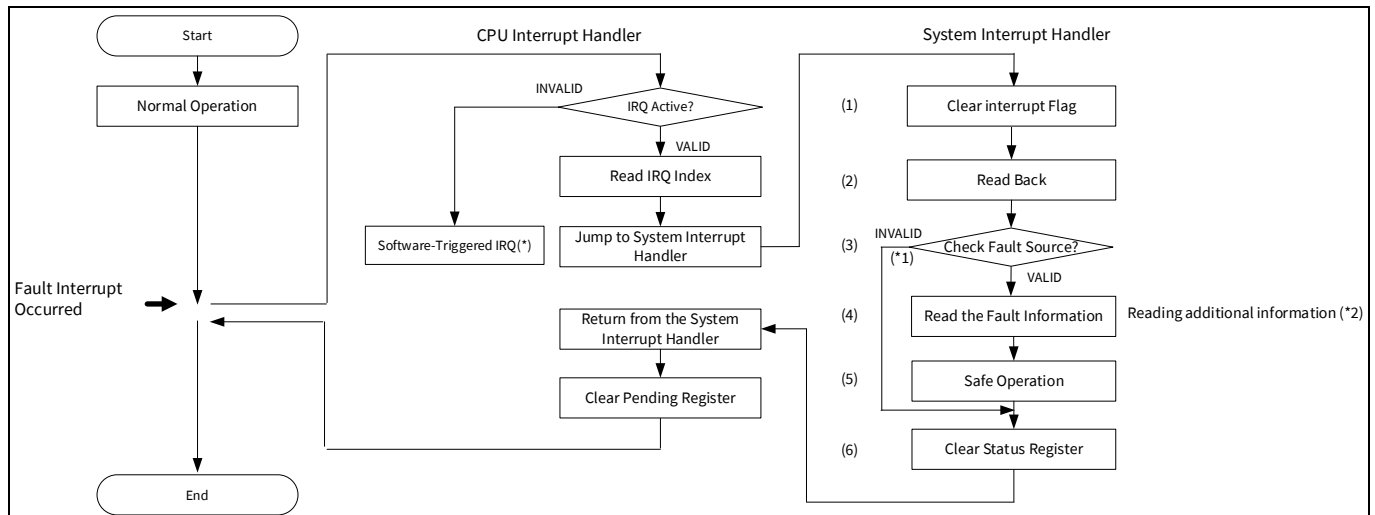 Start
Normal Operation
Fault Interrupt
Occurred
End
CPU Interrupt Handler
IRQ Active?
INVALID
VALID
Software-Triggered IRQ(*)
Read IRQ Index
Jump to System Interrupt
Handler
Return from the System
Interrupt Handler
Clear Pending Register
System Interrupt Handler
(1)
Clear interrupt Flag
(2)
Read Back
(3)
INVALID
(*1)
Check Fault Source?
VALID
(4)
Read the Fault Information
Reading additional information (*2)
(5)
Safe Operation
(6)
Clear Status Register